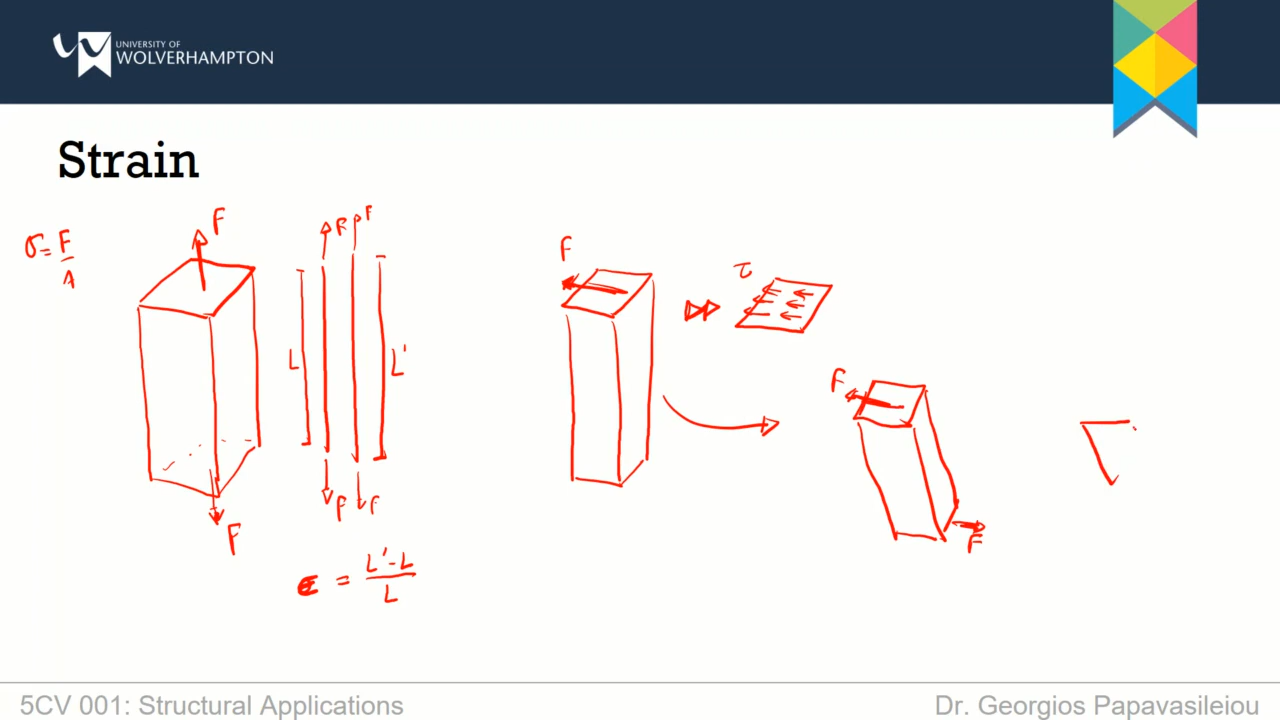 UNIVERSITY OF
WOLVERHAMPTON
Strain
σ = F/A
F
F
F
F
L
L'
F
F
ε = L'-L/L
F
τ
F
F
5CV 001: Structural Applications
Dr. Georgios Papavasileiou